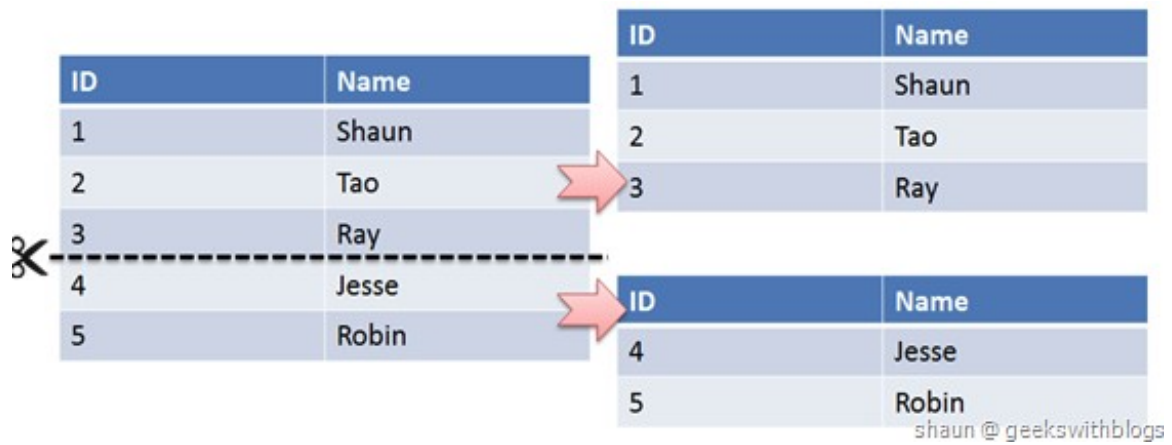 ID Name
1 Shaun
2 Tao
3 Ray
4 Jesse
5 Robin
ID Name
1 Shaun
2 Tao
3 Ray
ID Name
4 Jesse
5 Robin
shaun @ geekswithblogs